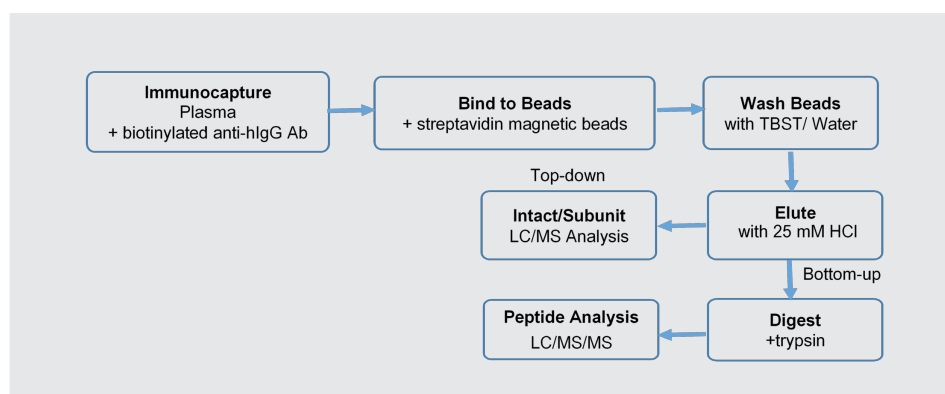 Immunocapture
Plasma
+ biotinylated anti-hIgG Ab
Bind to Beads
+ streptavidin magnetic beads
Wash Beads
with TBST/ Water
Top-down
Intact/Subunit
LC/MS Analysis
Elute
with 25 mM HCl
Bottom-up
Peptide Analysis
LC/MS/MS
Digest
+trypsin